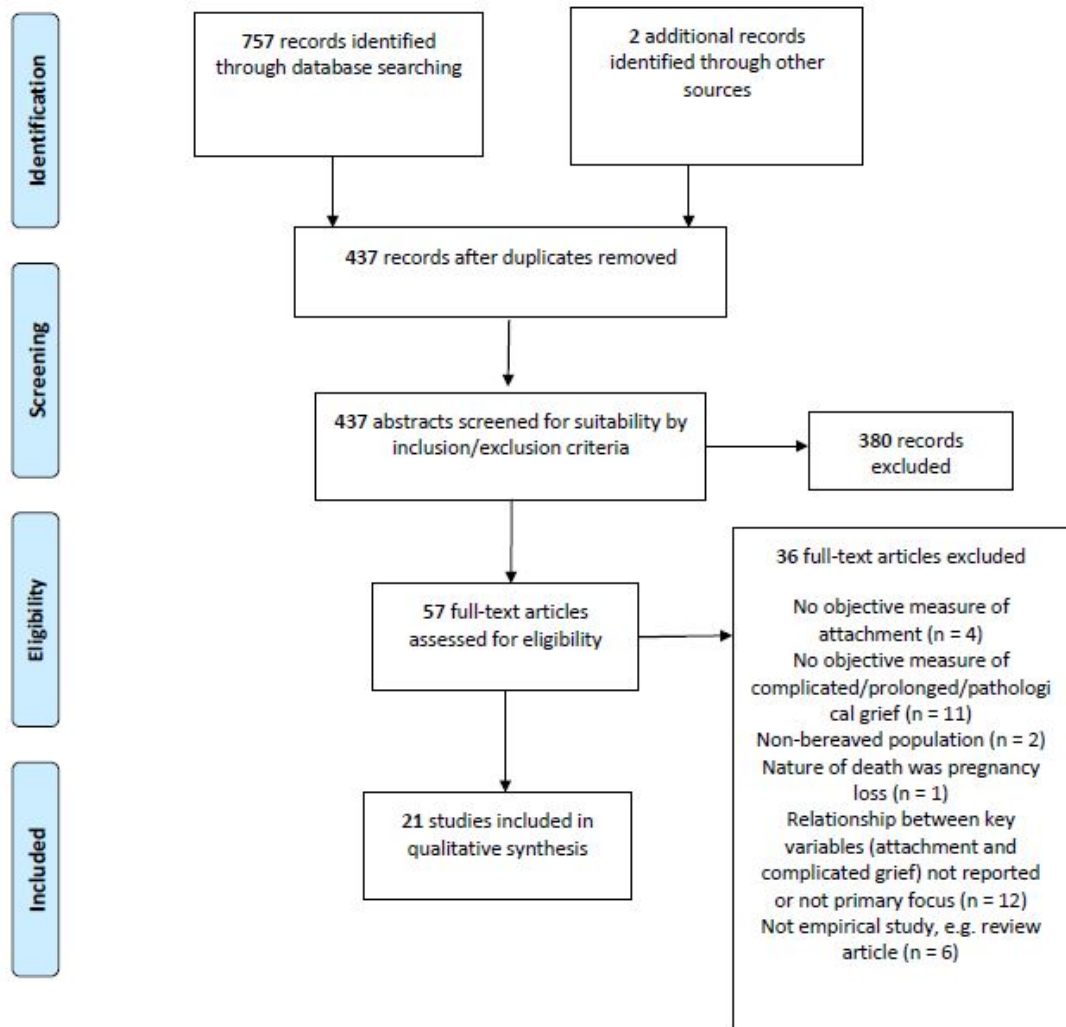 Identification
757 records identified
through database searching
2 additional records
identified through other
sources
437 records after duplicates removed
Screening
437 abstracts screened for suitability by
inclusion/exclusion criteria
380 records
excluded
Eligibility
57 full-text articles
assessed for eligibility
36 full-text articles excluded
No objective measure of
attachment (n = 4)
No objective measure of
complicated/prolonged/pathologi
cal grief (n = 11)
Non-bereaved population (n = 2)
Nature of death was pregnancy
loss (n = 1)
Relationship between key
variables (attachment and
complicated grief) not reported
or not primary focus (n = 12)
Not empirical study, e.g. review
article (n = 6)
Included
21 studies included in
qualitative synthesis